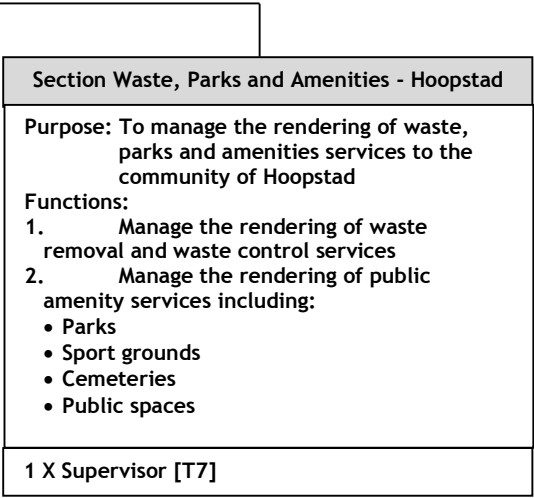 Section Waste, Parks and Amenities - Hoopstad
Purpose: To manage the rendering of waste,
parks and amenities services to the
community of Hoopstad
Functions:
1. Manage the rendering of waste
removal and waste control services
2. Manage the rendering of public
amenity services including:
• Parks
• Sport grounds
• Cemeteries
• Public spaces
1 X Supervisor [T7]